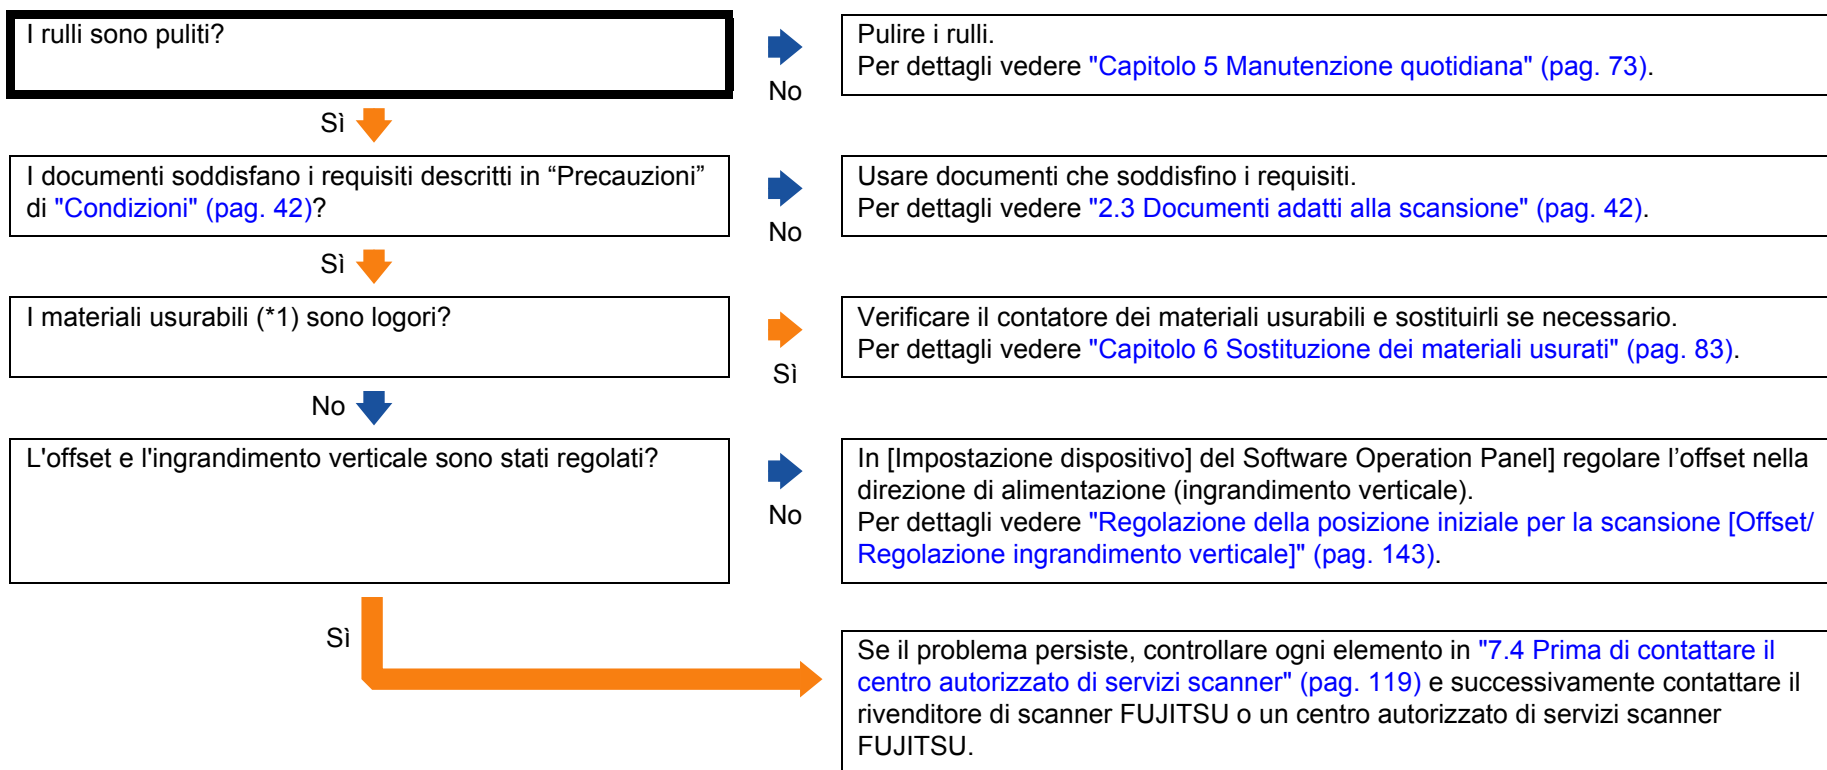 I rulli sono puliti?
No
Pulire i rulli.
Per dettagli vedere "Capitolo 5 Manutenzione quotidiana" (pag. 73).
Sì
I documenti soddisfano i requisiti descritti in “Precauzioni”
di "Condizioni" (pag. 42)?
No
Usare documenti che soddisfino i requisiti.
Per dettagli vedere "2.3 Documenti adatti alla scansione" (pag. 42).
Sì
I materiali usurabili (*1) sono logori?
Sì
Verificare il contatore dei materiali usurabili e sostituirli se necessario.
Per dettagli vedere "Capitolo 6 Sostituzione dei materiali usurati" (pag. 83).
No
L'offset e l'ingrandimento verticale sono stati regolati?
No
In [Impostazione dispositivo] del Software Operation Panel] regolare l’offset nella
direzione di alimentazione (ingrandimento verticale).
Per dettagli vedere "Regolazione della posizione iniziale per la scansione [Offset/
Regolazione ingrandimento verticale]" (pag. 143).
Sì
Se il problema persiste, controllare ogni elemento in "7.4 Prima di contattare il
centro autorizzato di servizi scanner" (pag. 119) e successivamente contattare il
rivenditore di scanner FUJITSU o un centro autorizzato di servizi scanner
FUJITSU.